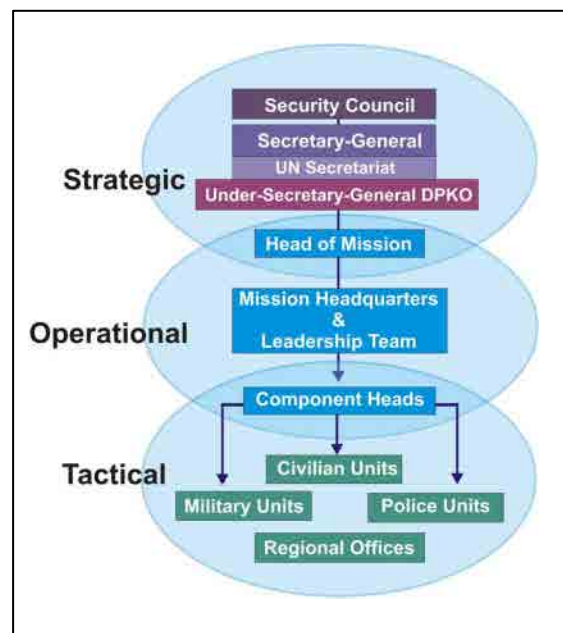 Security Council
Secretary-General
UN Secretariat
Strategic
Under-Secretary-General DPKO
Head of Mission
Mission Headquarters
&
Leadership Team
Operational
Component Heads
Tactical
Civilian Units
Military Units
Police Units
Regional Offices